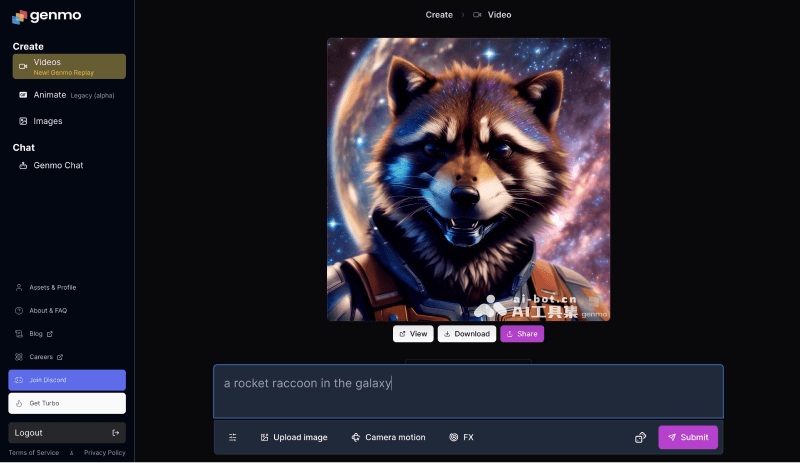 genmo
Create
Videos
New! Genmo Replay
Animate Legacy (alpha)
Images
Chat
Genmo Chat
Assets & Profile
About & FAQ
Blog
Careers
Join Discord
Get Turbo
Logout
Terms of Service
Privacy Policy
Create > Video
ai-bot.cn
AI工具集
genmo
View
Download
Share
a rocket raccoon in the galaxy
Upload image
Camera motion
FX
Submit